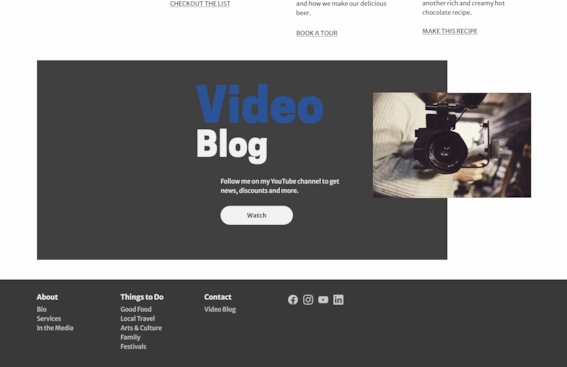 CHECKOUT THE LIST
and how we make our delicious
beer.
BOOK A TOUR
another rich and creamy hot
chocolate recipe.
MAKE THIS RECIPE
Video
Blog
Follow me on my YouTube channel to get
news, discounts and more.
Watch
About
Bio
Services
In the Media
Things to Do
Good Food
Local Travel
Arts & Culture
Family
Festivals
Contact
Video Blog